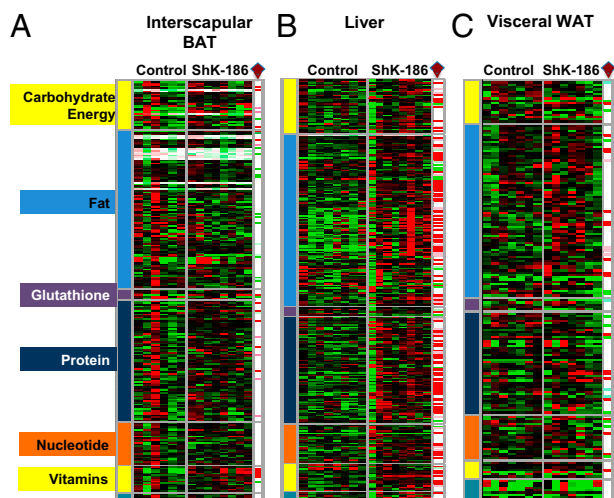 A
Interscapular
BAT
B
Liver
C
Visceral WAT
Control ShK-186
Control ShK-186
Control ShK-186
Carbohydrate
Energy
Fat
Glutathione
Protein
Nucleotide
Vitamins